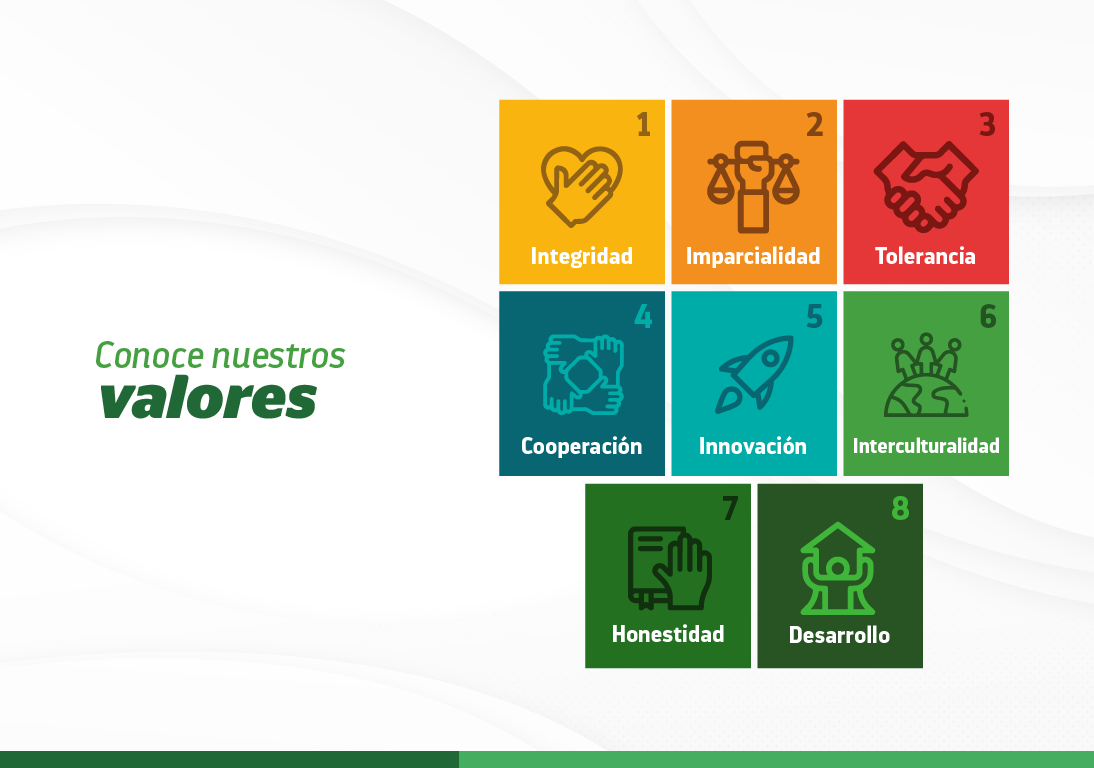 Conoce nuestros
valores
1
Integridad
2
Imparcialidad
3
Tolerancia
4
Cooperación
5
Innovación
6
Interculturalidad
7
Honestidad
8
Desarrollo